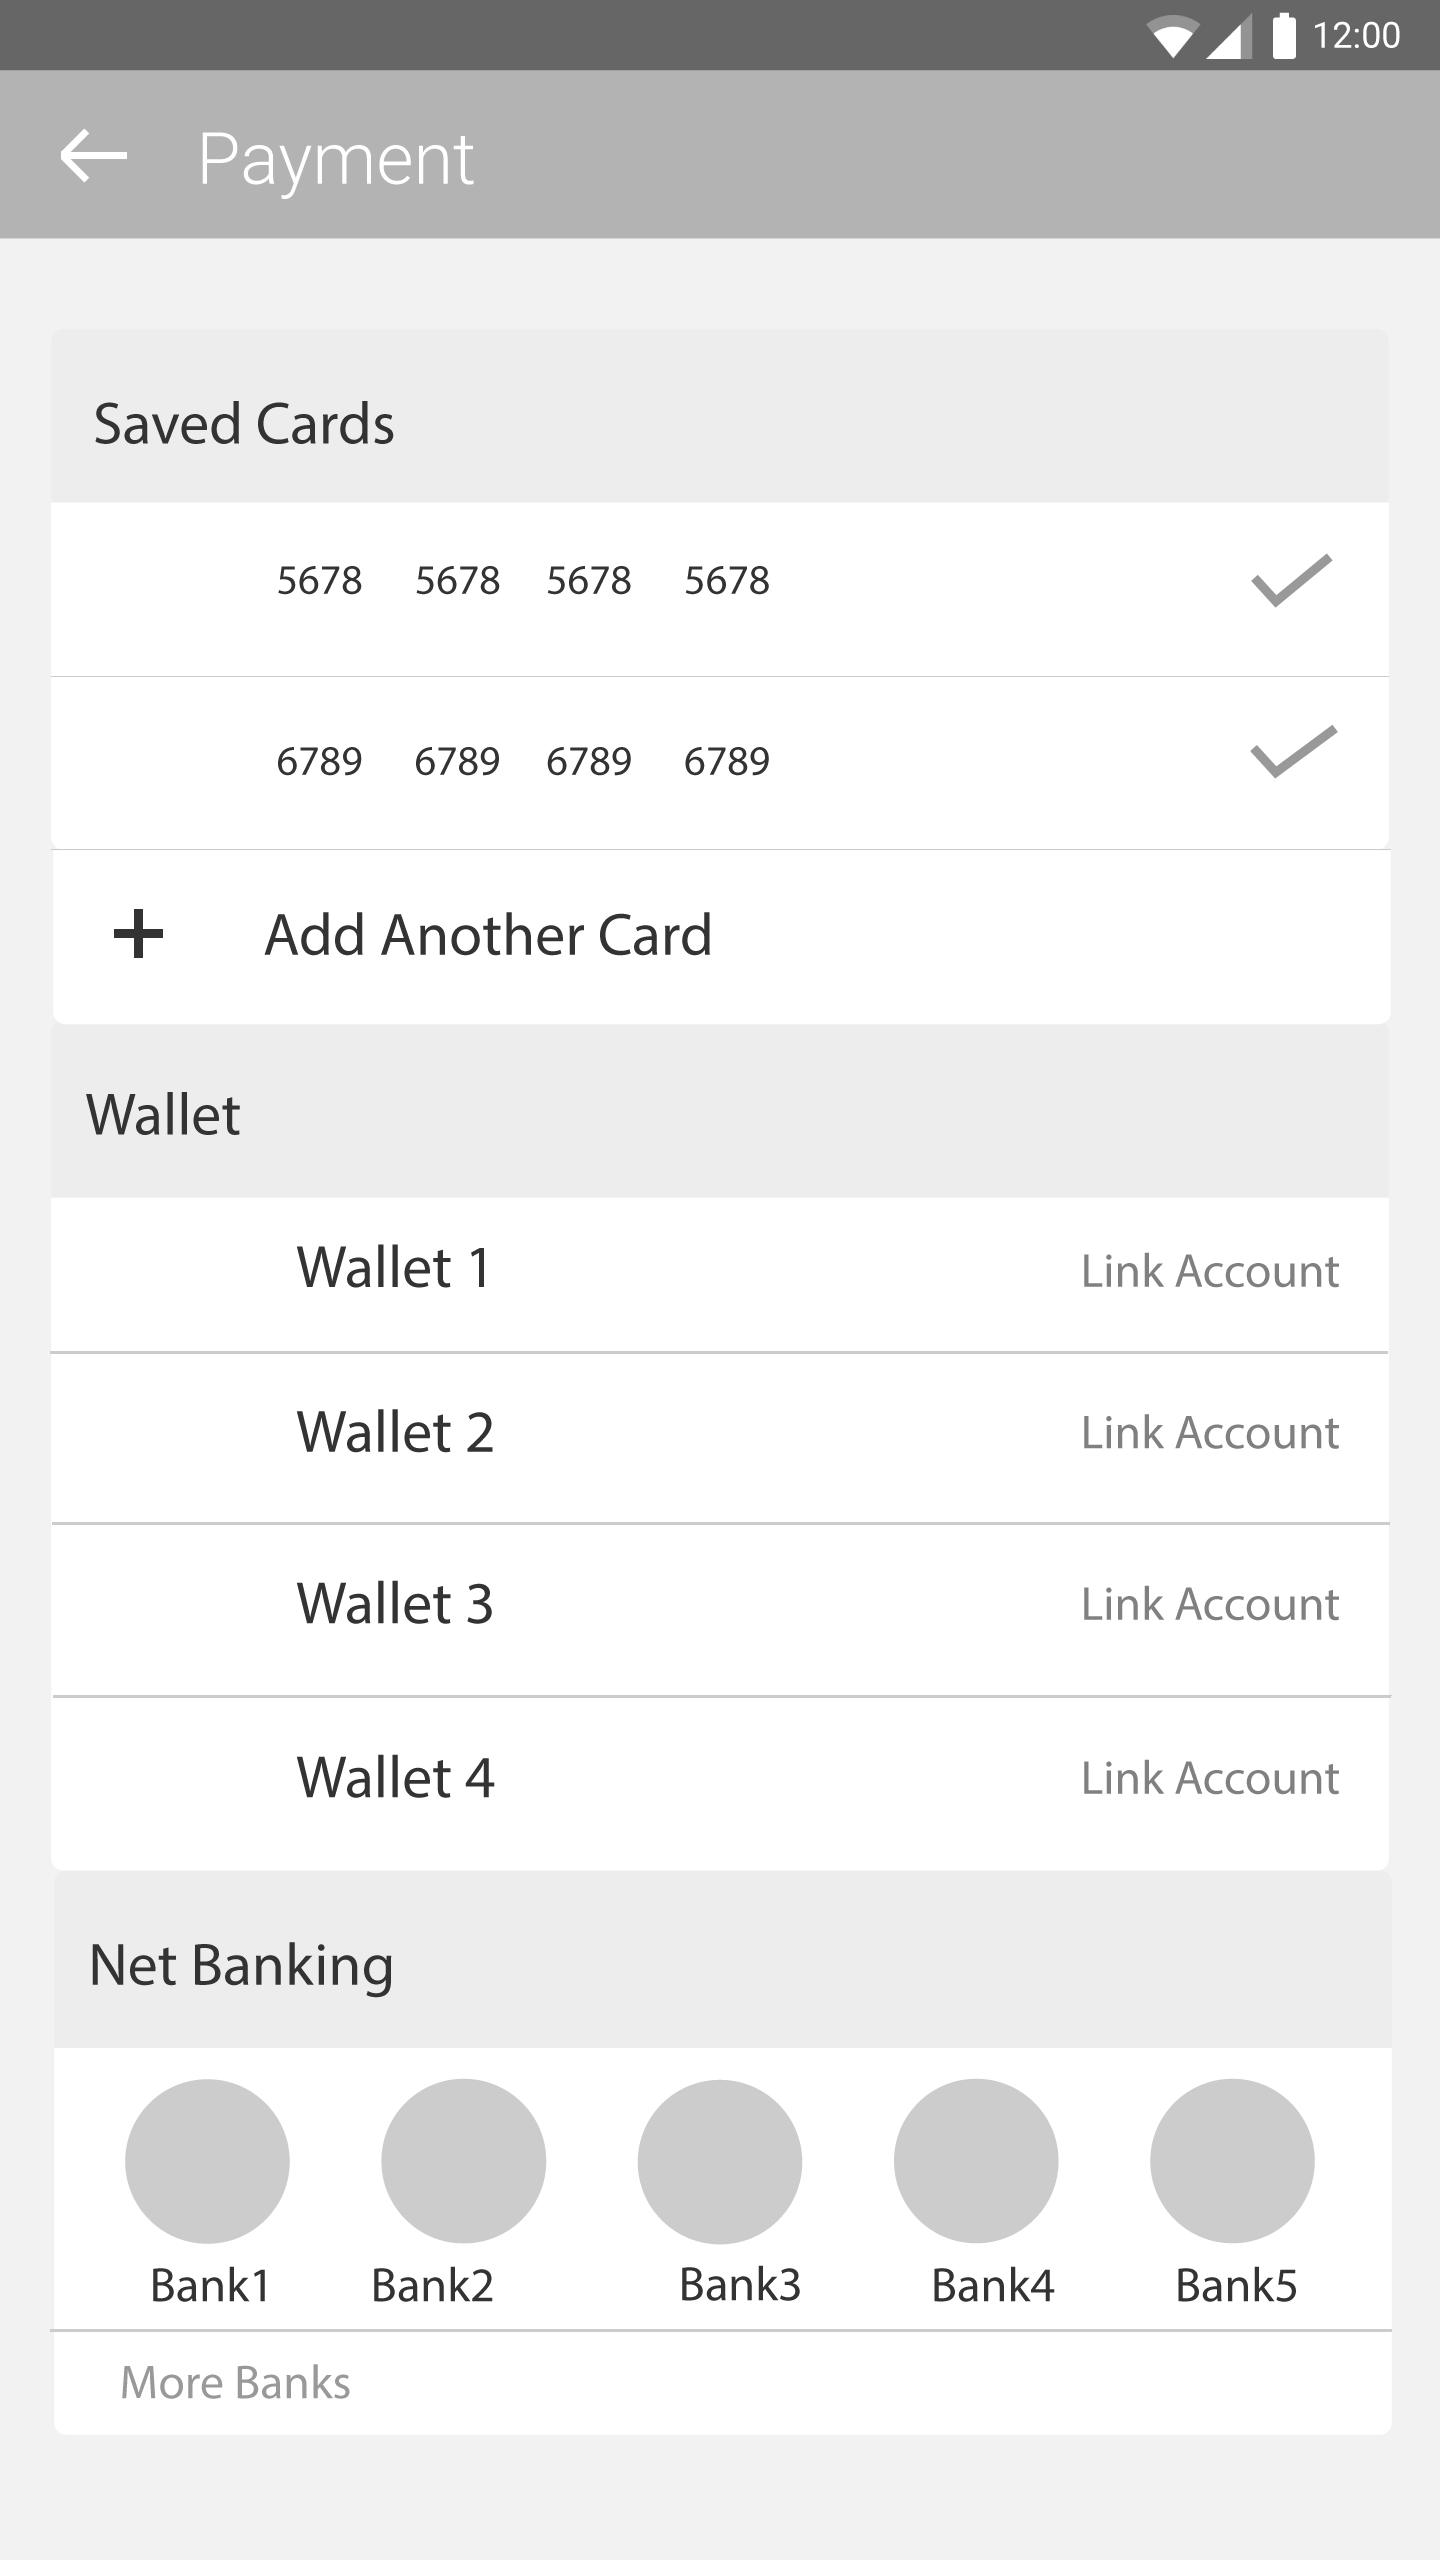 12:00
Payment
Saved Cards
5678 5678 5678 5678
6789 6789 6789 6789
Add Another Card
Wallet
Wallet 1 Link Account
Wallet 2 Link Account
Wallet 3 Link Account
Wallet 4 Link Account
Net Banking
Bank1 Bank2 Bank3 Bank4 Bank5
More Banks